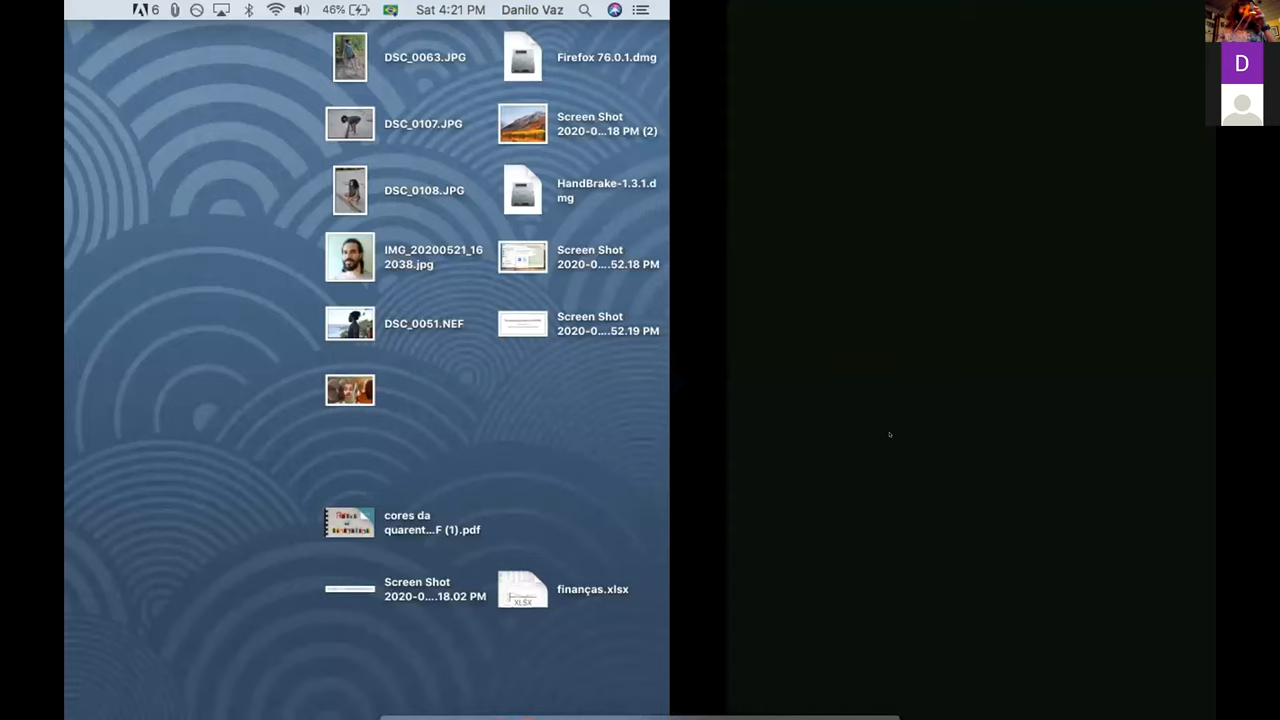 6 46% Sat 4:21 PM Danilo Vaz
DSC_0063.JPG
Firefox 76.0.1.dmg
DSC_0107.JPG
Screen Shot
2020-0...18 PM (2)
DSC_0108.JPG
HandBrake-1.3.1.d
mg
IMG_20200521_16
2038.jpg
Screen Shot
2020-0....52.18 PM
DSC_0051.NEF
Screen Shot
2020-0....52.19 PM
cores da
quarent...F (1).pdf
Screen Shot
2020-0....18.02 PM
XLSX
finanças.xlsx
D